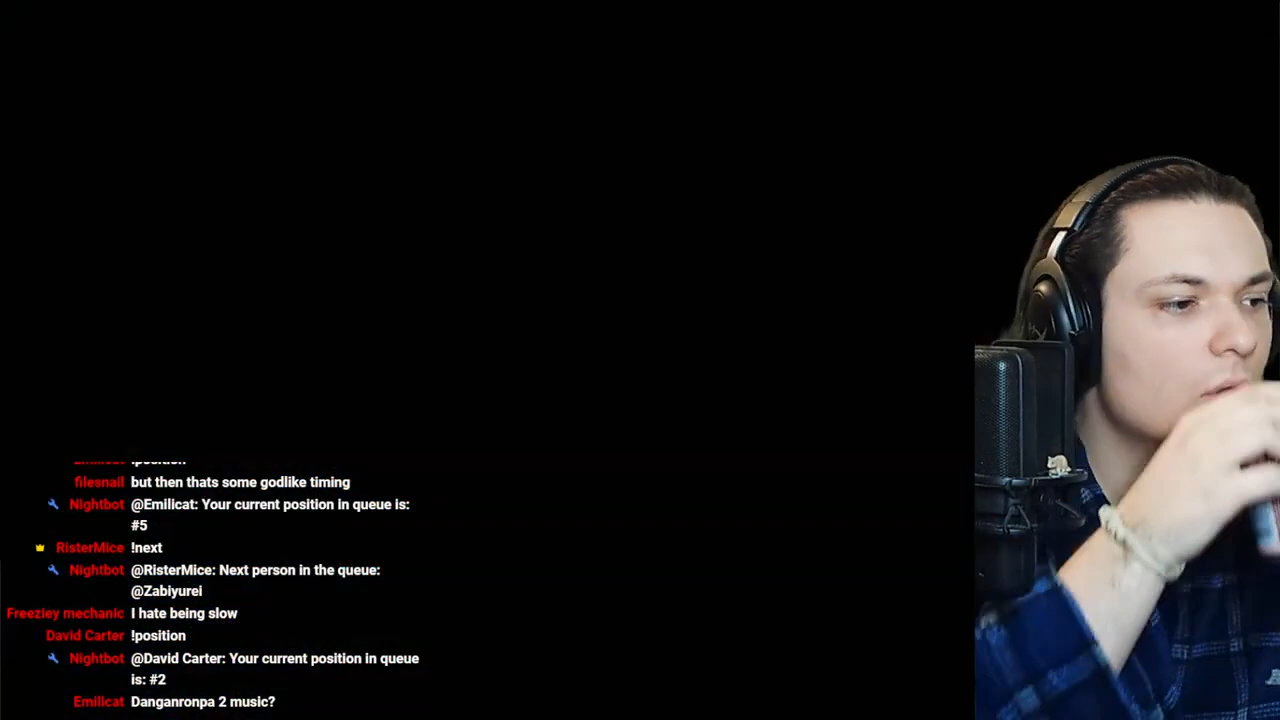 filesnail but then thats some godlike timing
Nightbot @Emilicat: Your current position in queue is:
#5
RisterMice !next
Nightbot @RisterMice: Next person in the queue:
@Zabiyurei
Freezley mechanic I hate being slow
David Carter !position
Nightbot @David Carter: Your current position in queue
is: #2
Emilicat Danganronpa 2 music?